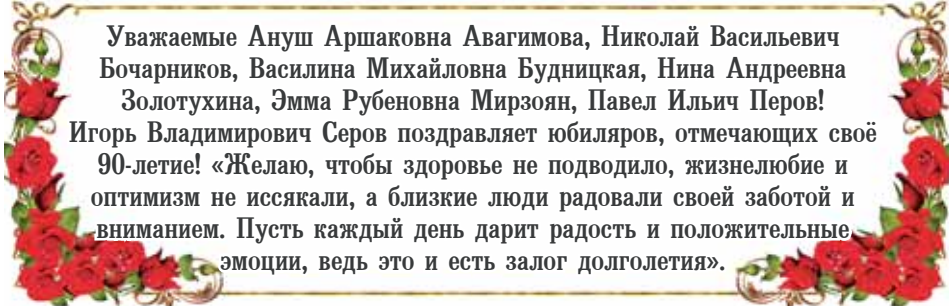 Уважаемые Ануш Аршаковна Авагимова, Николай Васильевич
Бочарников, Василина Михайловна Будницкая, Нина Андреевна
Золотухина, Эмма Рубеновна Мирзоян, Павел Ильич Перов!
Игорь Владимирович Серов поздравляет юбиляров, отмечающих своё
90-летие! «Желаю, чтобы здоровье не подводило, жизнелюбие и
оптимизм не иссякали, а близкие люди радовали своей заботой и
вниманием. Пусть каждый день дарит радость и положительные
эмоции, ведь это и есть залог долголетия».